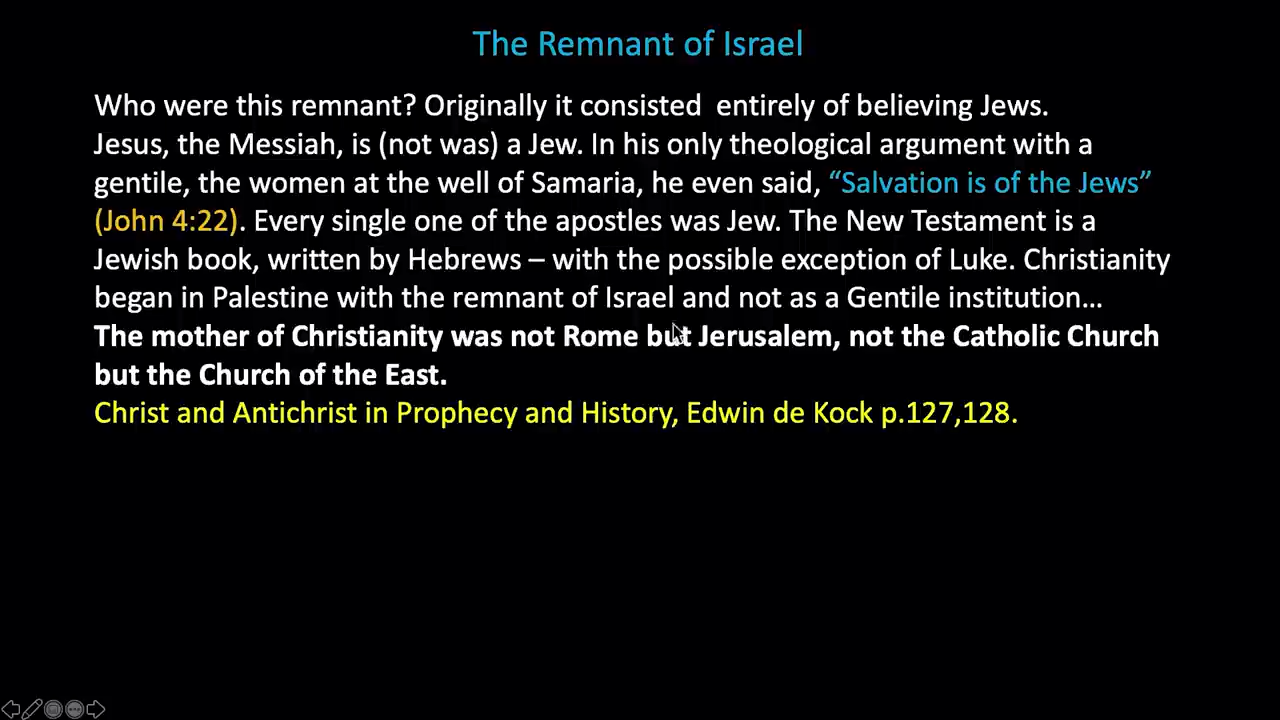 The Remnant of Israel
Who were this remnant? Originally it consisted  entirely of believing Jews.
Jesus, the Messiah, is (not was) a Jew. In his only theological argument with a
gentile, the women at the well of Samaria, he even said, “Salvation is of the Jews”
(John 4:22). Every single one of the apostles was Jew. The New Testament is a
Jewish book, written by Hebrews – with the possible exception of Luke. Christianity
began in Palestine with the remnant of Israel and not as a Gentile institution…
The mother of Christianity was not Rome but Jerusalem, not the Catholic Church
but the Church of the East.
Christ and Antichrist in Prophecy and History, Edwin de Kock p.127,128.